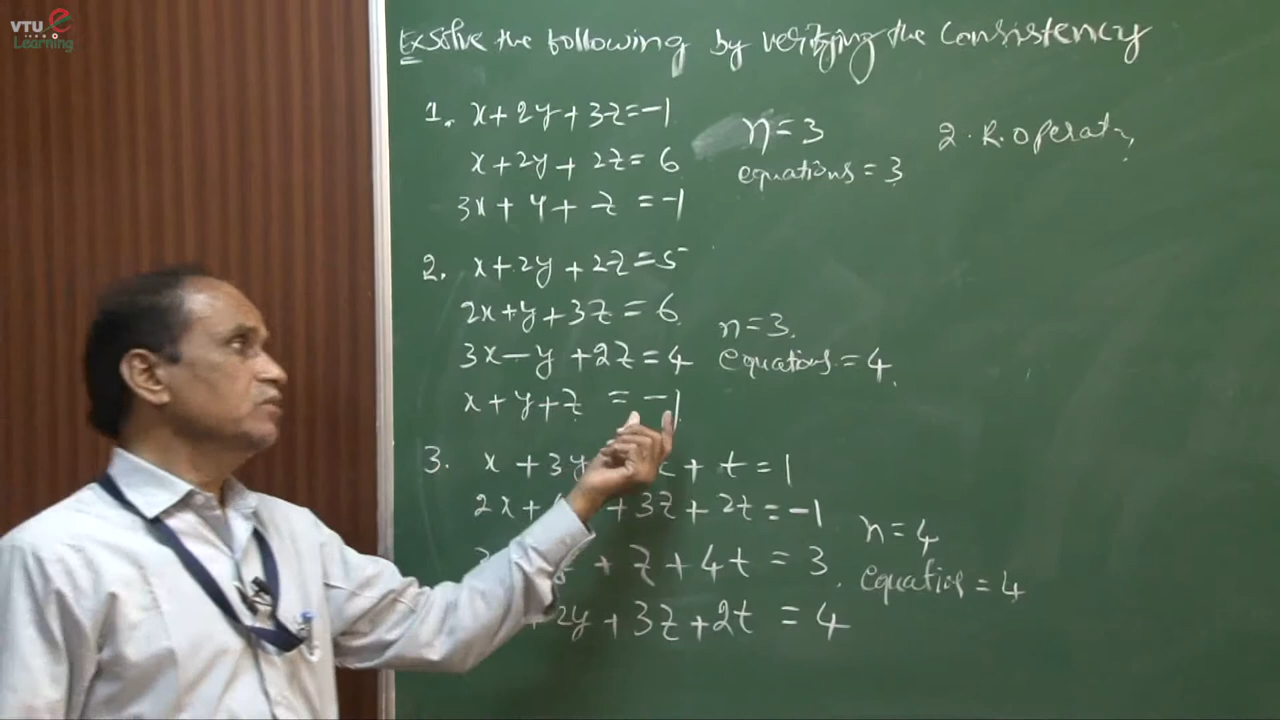 VTU e
Learning
Ex Solve the following by verifying the Consistency
1. x + 2y + 3z = -1
x + 2y + 2z = 6
3x + y + z = -1
n = 3
equations = 3
2. R. Operat
2. x + 2y + 2z = 5
2x + y + 3z = 6
3x - y + 2z = 4
x + y + z = -1
n = 3.
equations = 4.
3. x + 3y + t = 1
2x + + 3z + 2t = -1
+ z + 4t = 3
+ 2y + 3z + 2t = 4
n = 4
equations = 4